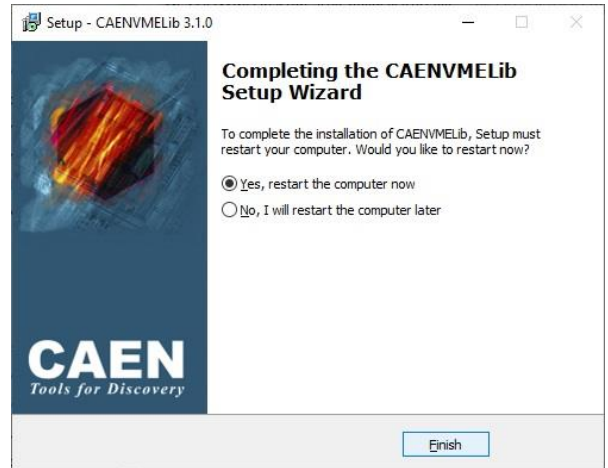 Setup - CAENVMELib 3.1.0
Completing the CAENVMELib
Setup Wizard
To complete the installation of CAENVMELib, Setup must
restart your computer. Would you like to restart now?
Yes, restart the computer now
No, I will restart the computer later
CAEN
Tools for Discovery
Finish